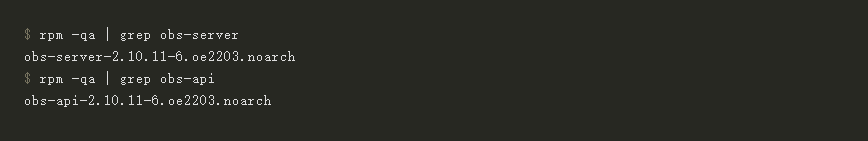 $ rpm -qa | grep obs-server
obs-server-2.10.11-6.oe2203.noarch
$ rpm -qa | grep obs-api
obs-api-2.10.11-6.oe2203.noarch